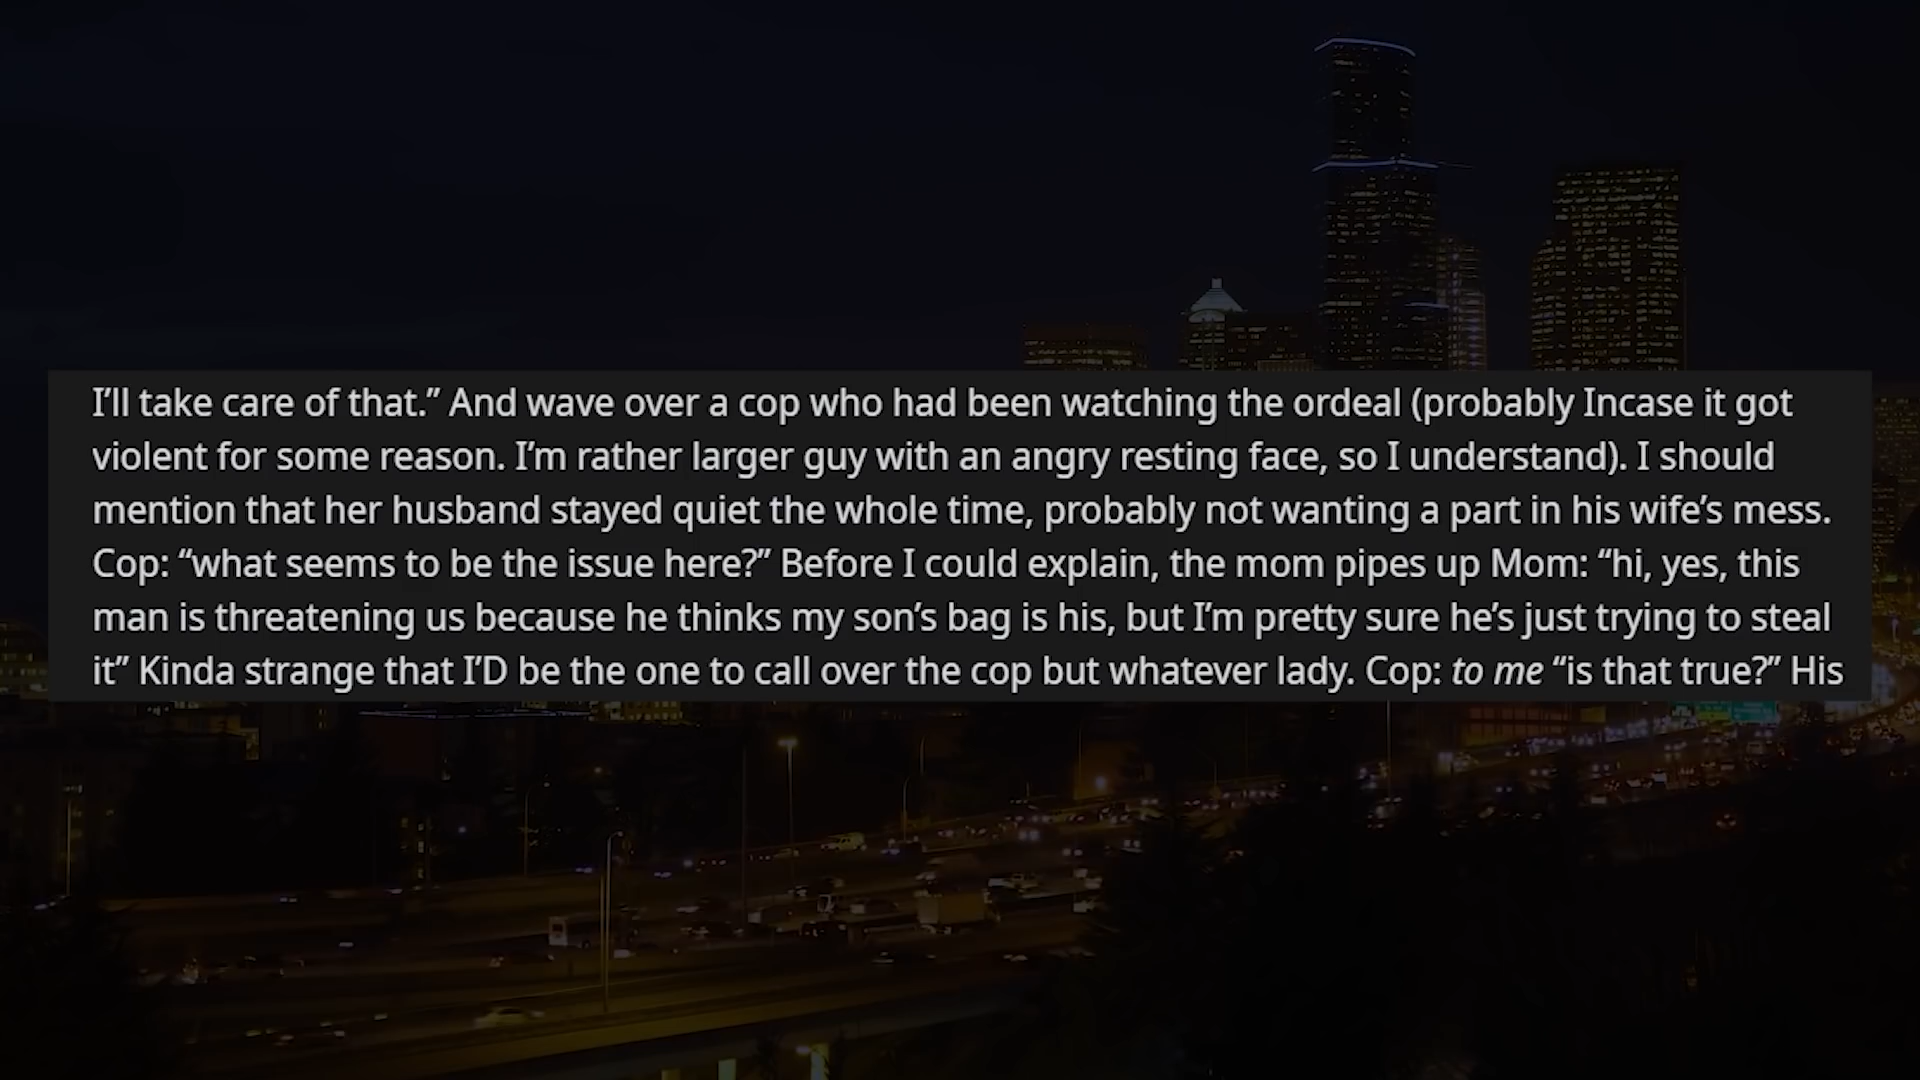 I’ll take care of that.” And wave over a cop who had been watching the ordeal (probably Incase it got
violent for some reason. I’m rather larger guy with an angry resting face, so I understand). I should
mention that her husband stayed quiet the whole time, probably not wanting a part in his wife’s mess.
Cop: “what seems to be the issue here?” Before I could explain, the mom pipes up Mom: “hi, yes, this
man is threatening us because he thinks my son’s bag is his, but I’m pretty sure he’s just trying to steal
it” Kinda strange that I’D be the one to call over the cop but whatever lady. Cop: to me “is that true?” His